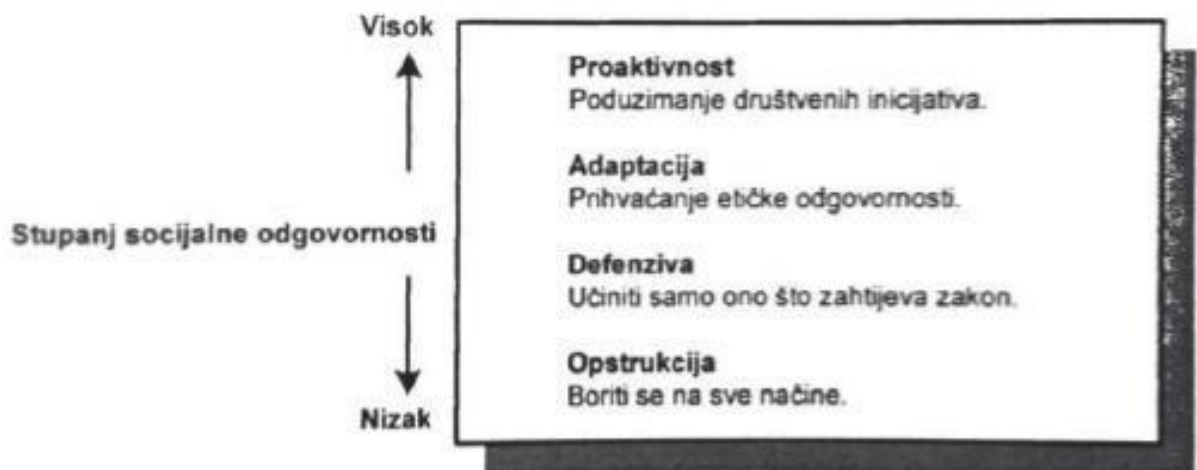 Visok
Proaktivnost
Poduzimanje društvenih inicijativa.
Adaptacija
Prihvaćanje etičke odgovornosti.
Stupanj socijalne odgovornosti
Defenziva
Učiniti samo ono što zahtijeva zakon.
Opstrukcija
Boriti se na sve načine.
Nizak